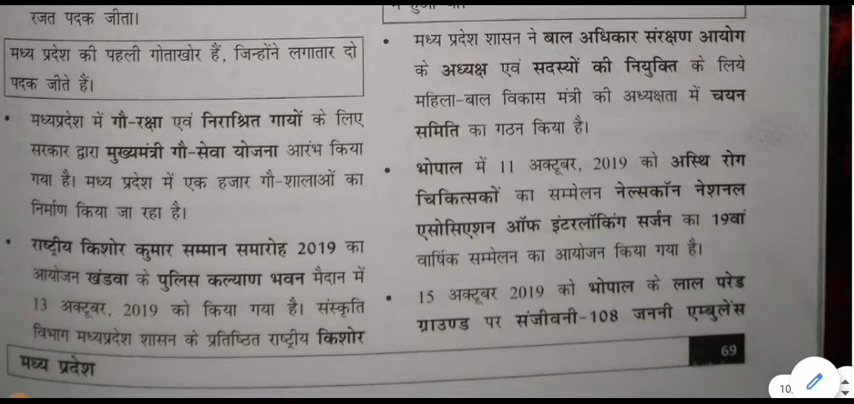 रजत पदक जीता।
मध्य प्रदेश की पहली गोताखोर हैं, जिन्होंने लगातार दो
पदक जीते हैं।
• मध्यप्रदेश में गौ-रक्षा एवं निराश्रित गायों के लिए
सरकार द्वारा मुख्यमंत्री गौ-सेवा योजना आरंभ किया
गया है। मध्य प्रदेश में एक हजार गौ-शालाओं का
निर्माण किया जा रहा है।
• राष्ट्रीय किशोर कुमार सम्मान समारोह 2019 का
आयोजन खंडवा के पुलिस कल्याण भवन मैदान में
13 अक्टूबर, 2019 को किया गया है। संस्कृति
विभाग मध्यप्रदेश शासन के प्रतिष्ठित राष्ट्रीय किशोर
• मध्य प्रदेश शासन ने बाल अधिकार संरक्षण आयोग
के अध्यक्ष एवं सदस्यों की नियुक्ति के लिये
महिला-बाल विकास मंत्री की अध्यक्षता में चयन
समिति का गठन किया है।
• भोपाल में 11 अक्टूबर, 2019 को अस्थि रोग
चिकित्सकों का सम्मेलन नेल्सकॉन नेशनल
एसोसिएशन ऑफ इंटरलॉकिंग सर्जन का 19वां
वार्षिक सम्मेलन का आयोजन किया गया है।
• 15 अक्टूबर 2019 को भोपाल के लाल परेड
ग्राउण्ड पर संजीवनी-108 जननी एम्बुलेंस
मध्य प्रदेश
69
10